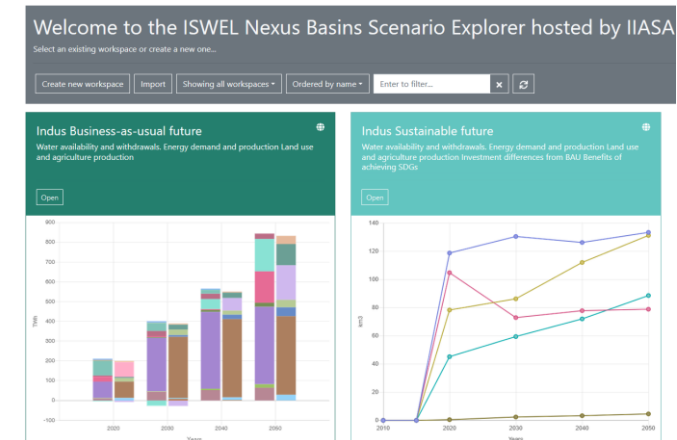 Welcome to the ISWEL Nexus Basins Scenario Explorer hosted by IIASA
Select an existing workspace or create a new one...
Create new workspace
Import
Showing all workspaces
Ordered by name
Enter to filter...
Indus Business-as-usual future
Water availability and withdrawals. Energy demand and production Land use
and agriculture production
Open
900
800
700
600
500
400
300
200
100
0
-100
TWh
2020
2030
2040
2050
Years
Indus Sustainable future
Water availability and withdrawals. Energy demand and production Land use
and agriculture production Investment differences from BAU Benefits of
achieving SDGs
Open
140
120
100
80
60
40
20
0
km3
2010
2020
2030
2040
2050
Years